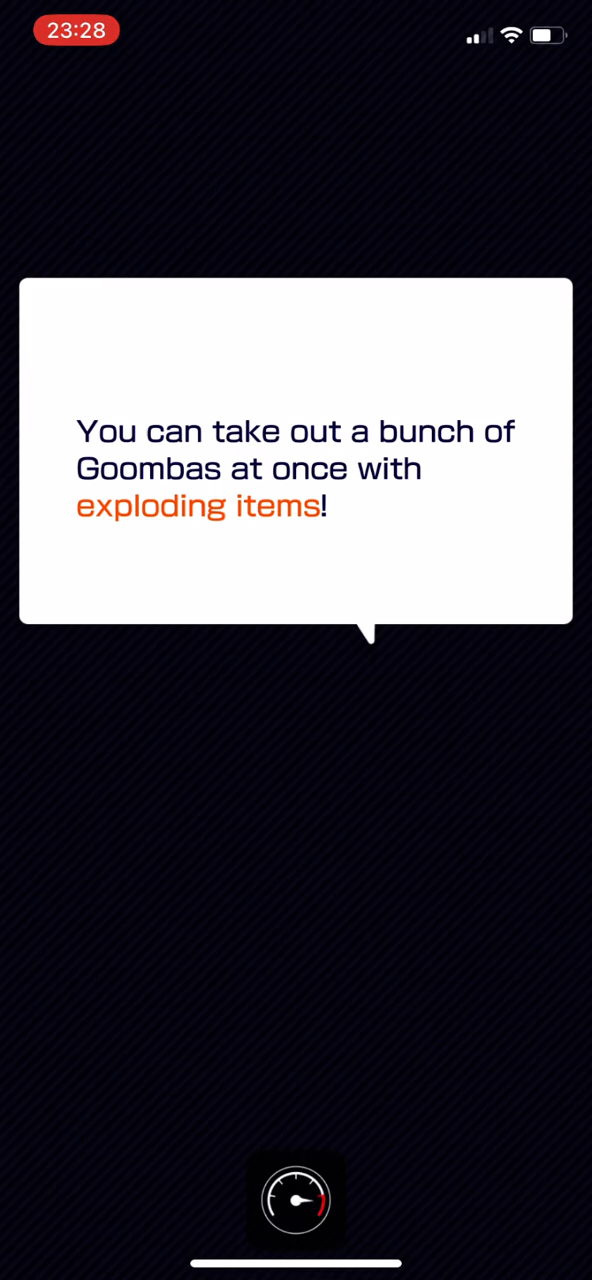 23:28
You can take out a bunch of
Goombas at once with
exploding items!